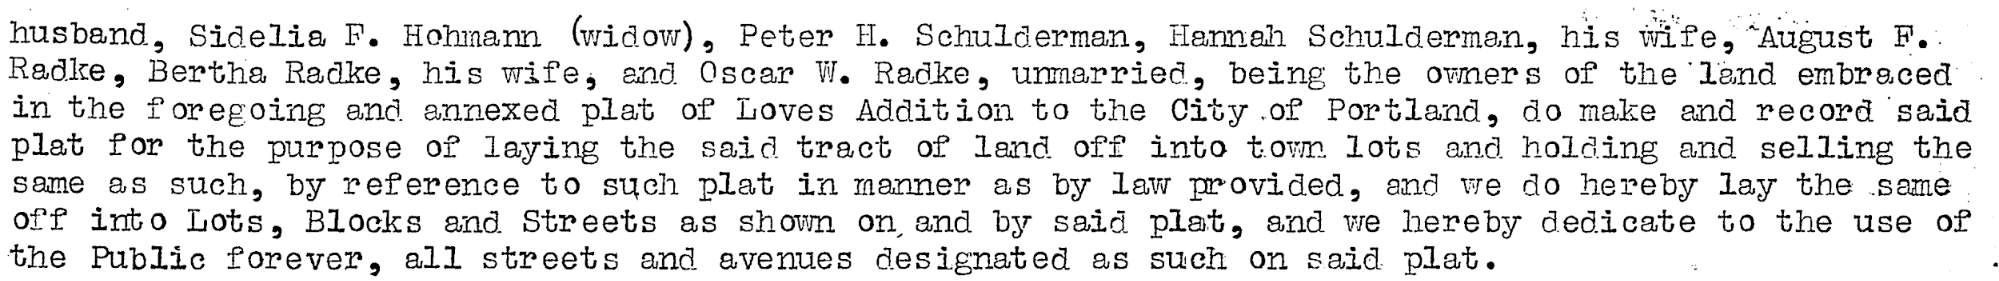 husband, Sidelia F. Hohmann (widow), Peter H. Schulderman, Hannah Schulderman, his wife, August F.
Radke, Bertha Radke, his wife, and Oscar W. Radke, unmarried, being the owners of the land embraced
in the foregoing and annexed plat of Loves Addition to the City of Portland, do make and record said
plat for the purpose of laying the said tract of land off into town lots and holding and selling the
same as such, by reference to such plat in manner as by law provided, and we do hereby lay the same
off into Lots, Blocks and Streets as shown on and by said plat, and we hereby dedicate to the use of
the Public forever, all streets and avenues designated as such on said plat.